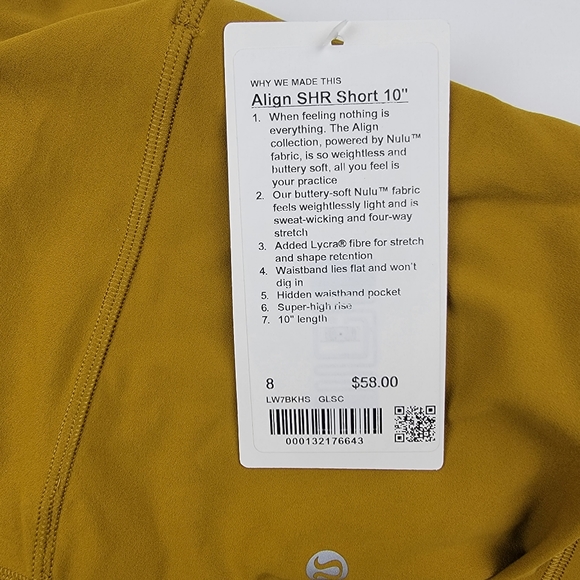 WHY WE MADE THIS
Align SHR Short 10"
1. When feeling nothing is
everything. The Align
collection, powered by Nulu™
fabric, is so weightless and
buttery soft, all you feel is
your practice
2. Our buttery-soft Nulu™ fabric
feels weightlessly light and is
sweat-wicking and four-way
stretch
3. Added Lycra® fibre for stretch
and shape retention
4. Waistband lies flat and won't
dig in
5. Hidden waistband pocket
6. Super-high rise
7. 10" length
8 $58.00
LW7BKHS GLSC
000132176643